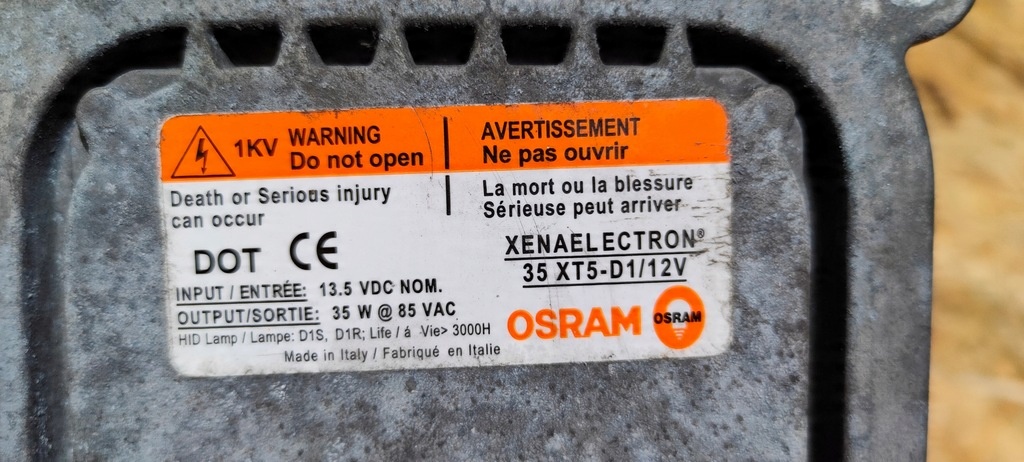 1KV WARNING
Do not open
AVERTISSEMENT
Ne pas ouvrir
Death or Serious injury
can occur
La mort ou la blessure
Sérieuse peut arriver
DOT CE
XENAELECTRON®
35 XT5-D1/12V
INPUT / ENTRÉE: 13.5 VDC NOM.
OUTPUT/SORTIE: 35 W @ 85 VAC
HID Lamp / Lampe: D1S, D1R; Life / á Vie> 3000H
Made in Italy / Fabriqué en Italie
OSRAM
OSRAM